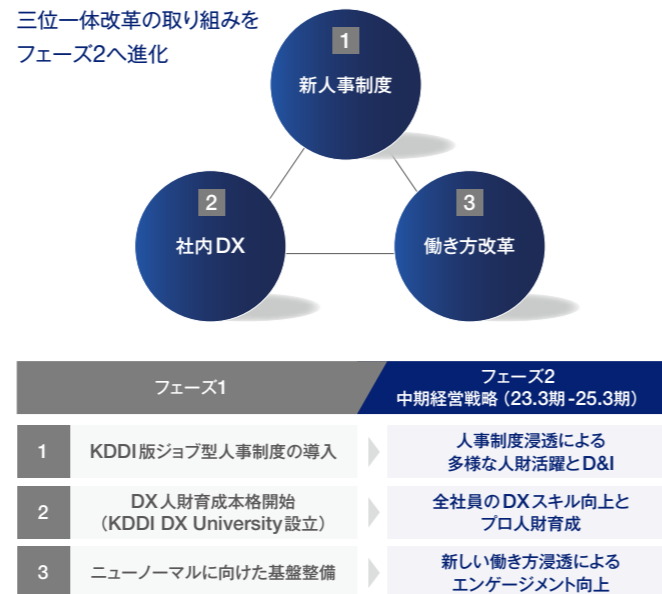 三位一体改革の取り組みを
フェーズ2へ進化
1
新人事制度
2
社内DX
3
働き方改革
フェーズ1
フェーズ2
中期経営戦略（23.3期-25.3期）
1
KDDI版ジョブ型人事制度の導入
人事制度浸透による
多様な人財活躍とD&I
2
DX人財育成本格開始
（KDDI DX University設立）
全社員のDXスキル向上と
プロ人財育成
3
ニューノーマルに向けた基盤整備
新しい働き方浸透による
エンゲージメント向上